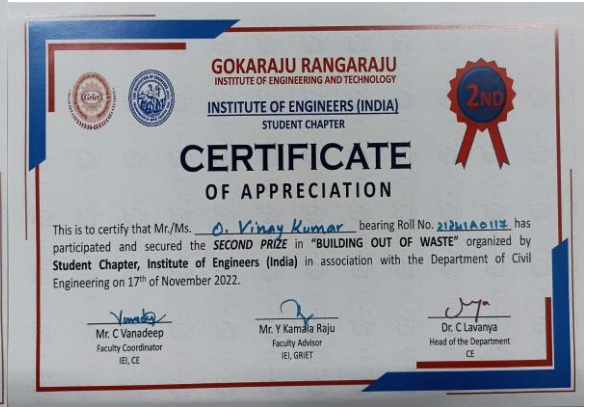 GOKARAJU RANGARAJU
INSTITUTE OF ENGINEERING AND TECHNOLOGY
Griet
INSTITUTE OF ENGINEERS (INDIA)
STUDENT CHAPTER
2ND
CERTIFICATE
OF APPRECIATION
This is to certify that Mr./Ms. O. Vinay Kumar bearing Roll No. 21241A0117 has
participated and secured the SECOND PRIZE in "BUILDING OUT OF WASTE" organized by
Student Chapter, Institute of Engineers (India) in association with the Department of Civil
Engineering on 17th of November 2022.
Mr. C Vanadeep
Faculty Coordinator
IEI, CE
Mr. Y Kamala Raju
Faculty Advisor
IEI, GRIET
Dr. C Lavanya
Head of the Department
CE